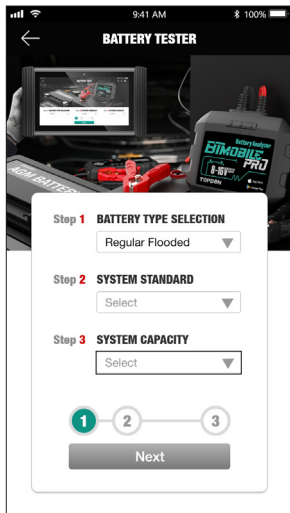 9:41 AM 100%
BATTERY TESTER
Battery Analyzer
BTMOBILE
PRO
6-16V
TOPDON
AGM BATTERY
Step 1 BATTERY TYPE SELECTION
Regular Flooded
Step 2 SYSTEM STANDARD
Select
Step 3 SYSTEM CAPACITY
Select
1 2 3
Next